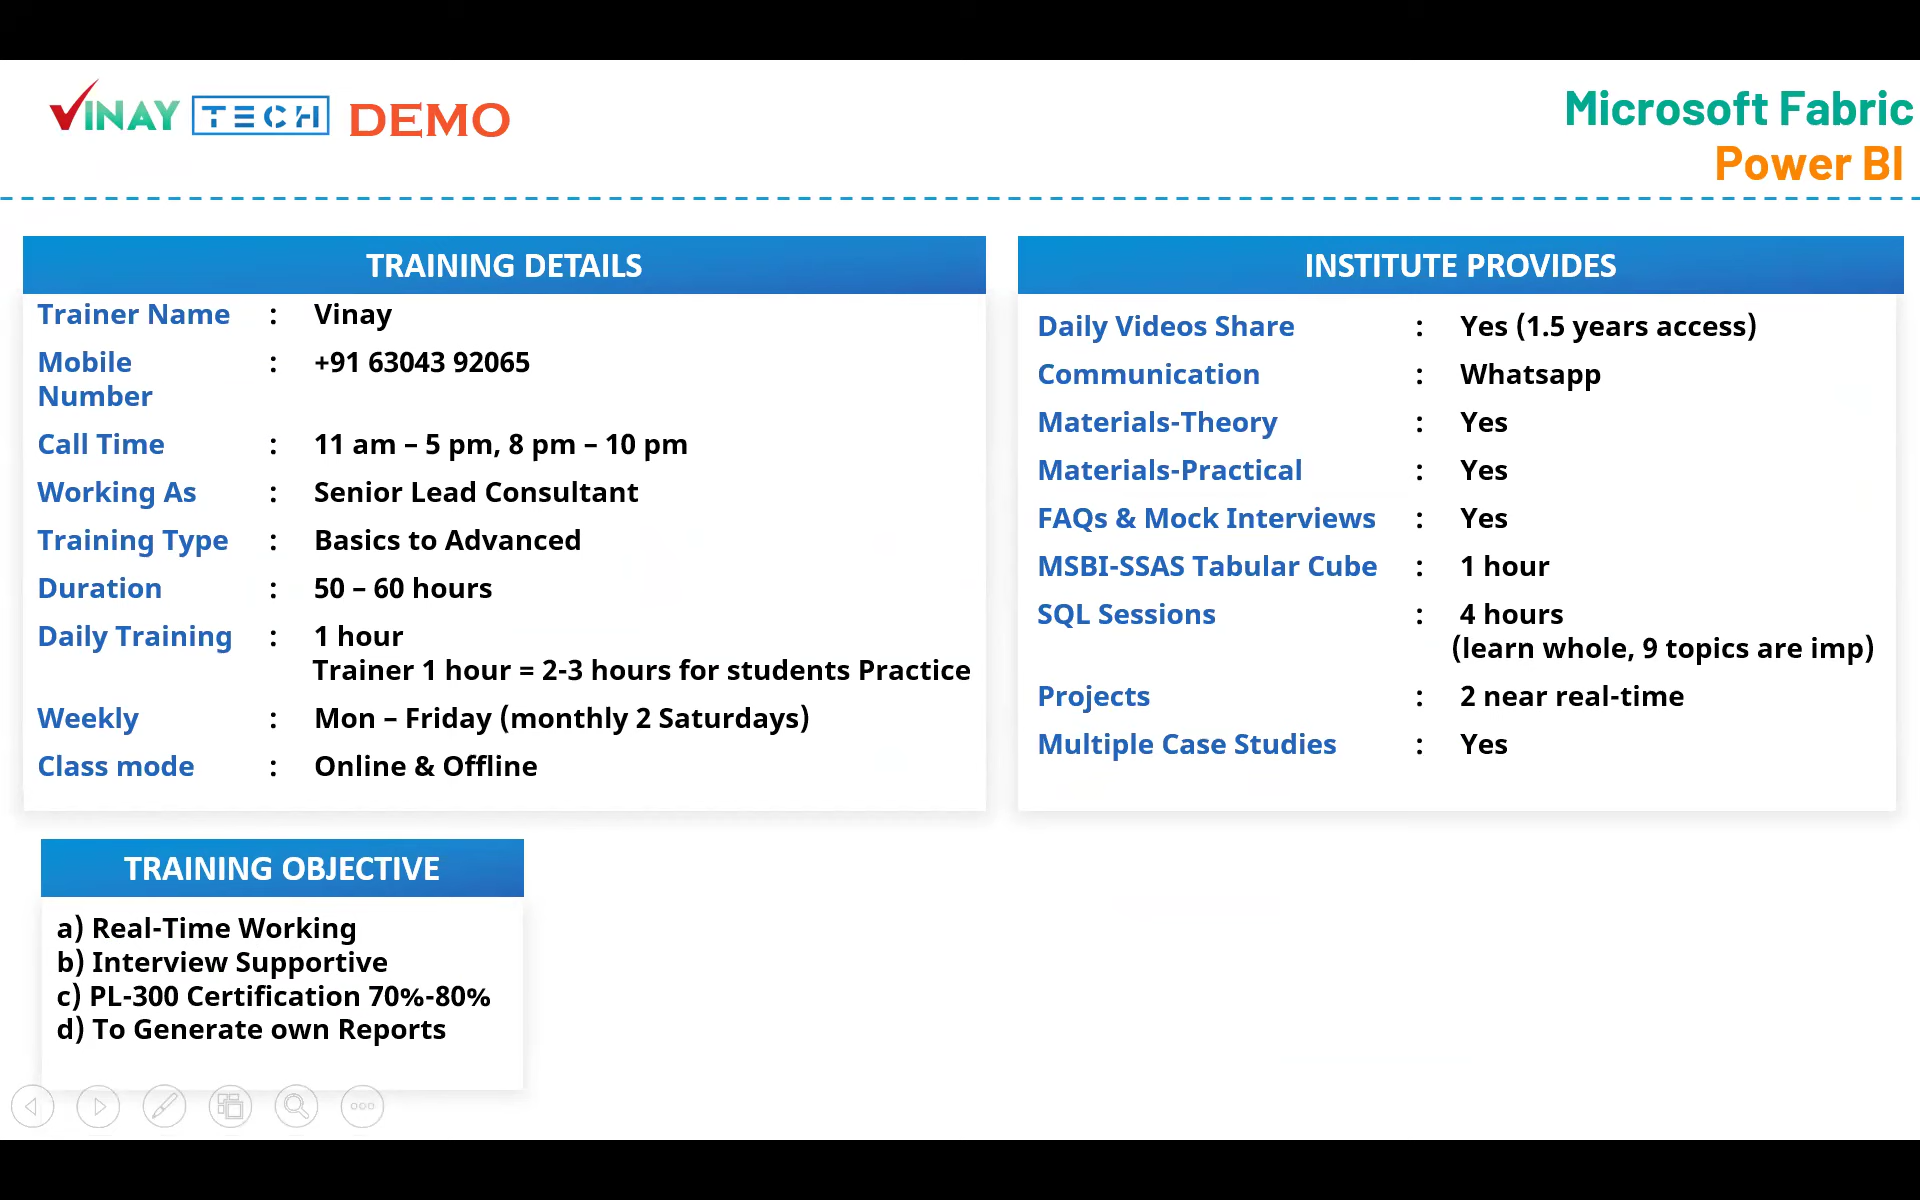 VINAY TECH DEMO
Microsoft Fabric
Power BI
TRAINING DETAILS
Trainer Name : Vinay
Mobile Number : +91 63043 92065
Call Time : 11 am – 5 pm, 8 pm – 10 pm
Working As : Senior Lead Consultant
Training Type : Basics to Advanced
Duration : 50 – 60 hours
Daily Training : 1 hour
Trainer 1 hour = 2-3 hours for students Practice
Weekly : Mon – Friday (monthly 2 Saturdays)
Class mode : Online & Offline
INSTITUTE PROVIDES
Daily Videos Share : Yes (1.5 years access)
Communication : Whatsapp
Materials-Theory : Yes
Materials-Practical : Yes
FAQs & Mock Interviews : Yes
MSBI-SSAS Tabular Cube : 1 hour
SQL Sessions : 4 hours
(learn whole, 9 topics are imp)
Projects : 2 near real-time
Multiple Case Studies : Yes
TRAINING OBJECTIVE
a) Real-Time Working
b) Interview Supportive
c) PL-300 Certification 70%-80%
d) To Generate own Reports